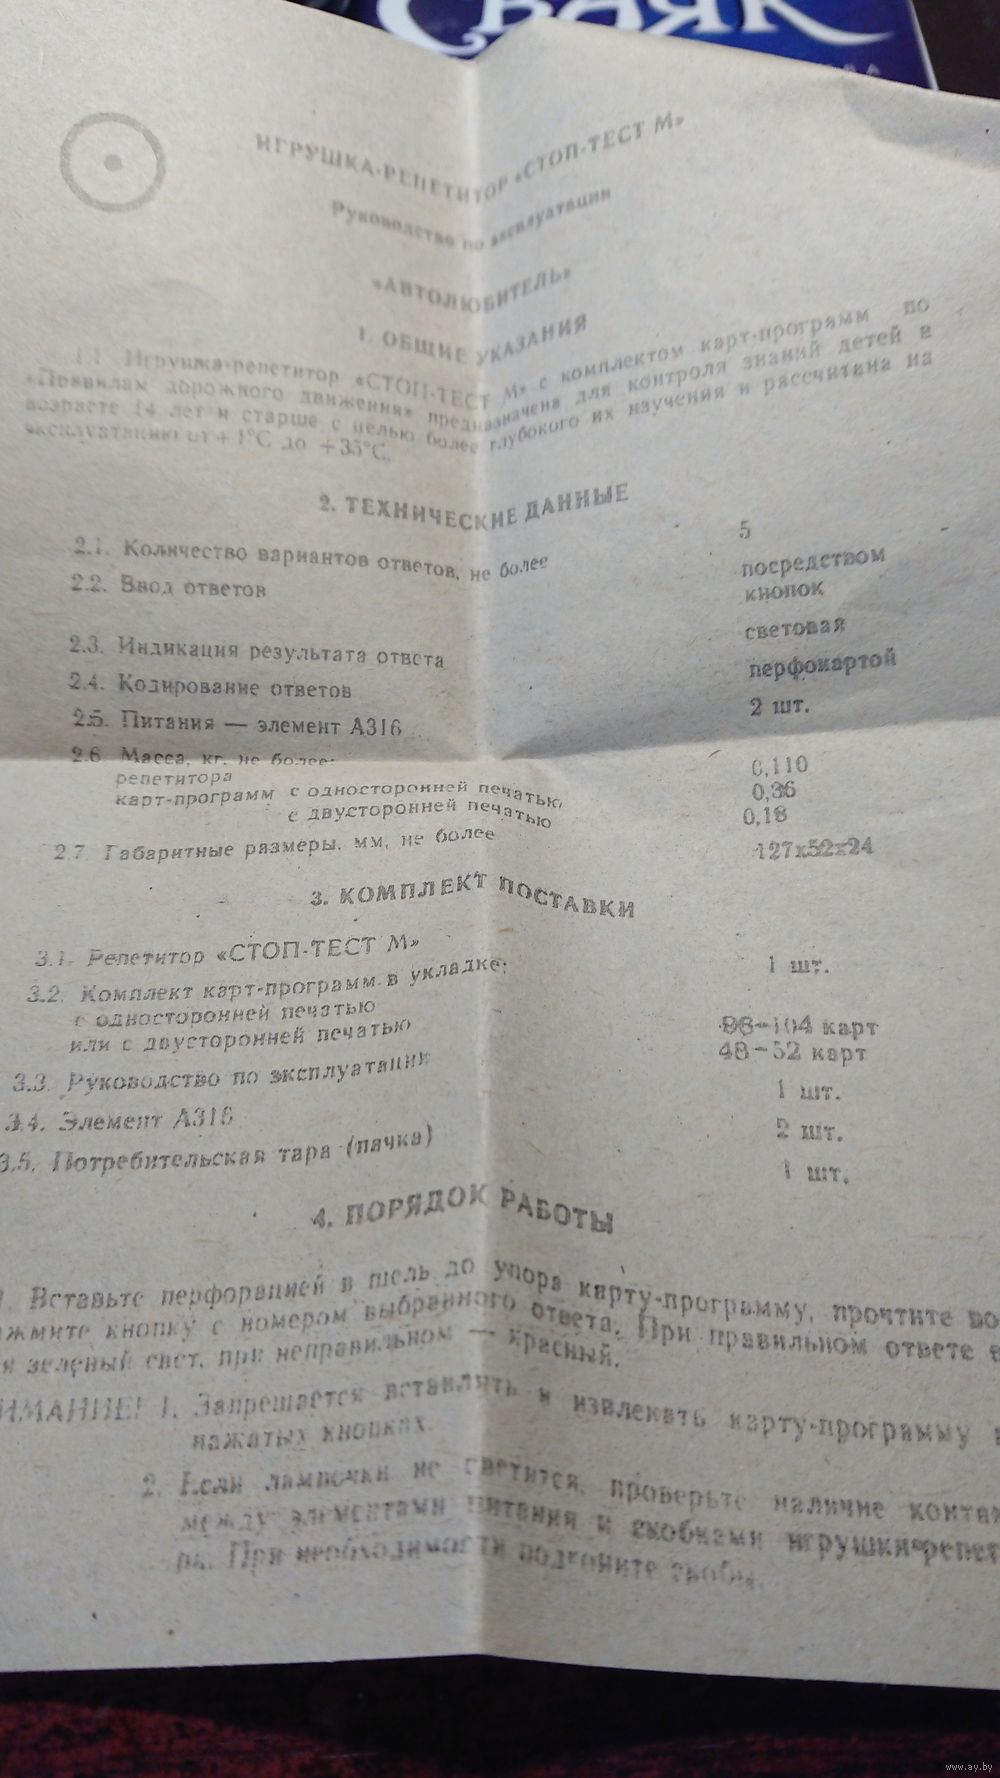 Свояк
ИГРУШКА-РЕПЕТИТОР «СТОП-ТЕСТ М»
Руководство по эксплуатации
«АВТОЛЮБИТЕЛЬ»
1. ОБЩИЕ УКАЗАНИЯ
1.1. Игрушка-репетитор «СТОП-ТЕСТ М» с комплектом карт-программ по
«Правилам дорожного движения» предназначена для контроля знаний детей в
возрасте 14 лет и старше с целью более глубокого их изучения и рассчитана на
эксплуатацию от +1°С до +35°С.
2. ТЕХНИЧЕСКИЕ ДАННЫЕ
2.1. Количество вариантов ответов, не более 5
2.2. Ввод ответов посредством
кнопок
2.3. Индикация результата ответа световая
2.4. Кодирование ответов перфокартой
2.5. Питания — элемент А316 2 шт.
2.6. Масса, кг, не более:
репетитора 0,110
карт-программ с односторонней печатью 0,36
с двусторонней печатью 0,18
2.7. Габаритные размеры, мм, не более 127х52х24
3. КОМПЛЕКТ ПОСТАВКИ
3.1. Репетитор «СТОП-ТЕСТ М» 1 шт.
3.2. Комплект карт-программ в укладке:
с односторонней печатью 96–104 карт
или с двусторонней печатью 48–52 карт
3.3. Руководство по эксплуатации 1 шт.
3.4. Элемент А316 2 шт.
3.5. Потребительская тара (пачка) 1 шт.
4. ПОРЯДОК РАБОТЫ
Вставьте перфорацией в щель до упора карту-программу, прочтите во
жмите кнопку с номером выбранного ответа. При правильном ответе
я зеленый свет, при неправильном — красный.
ИМАНИЕ! 1. Запрещается вставлять и извлекать карту-программу
нажатых кнопках.
2. Если лампочки не светится, проверьте наличие контак
между элементами питания и скобками игрушки-репет
ра. При необходимости подгоните скобы.
www.ay.by